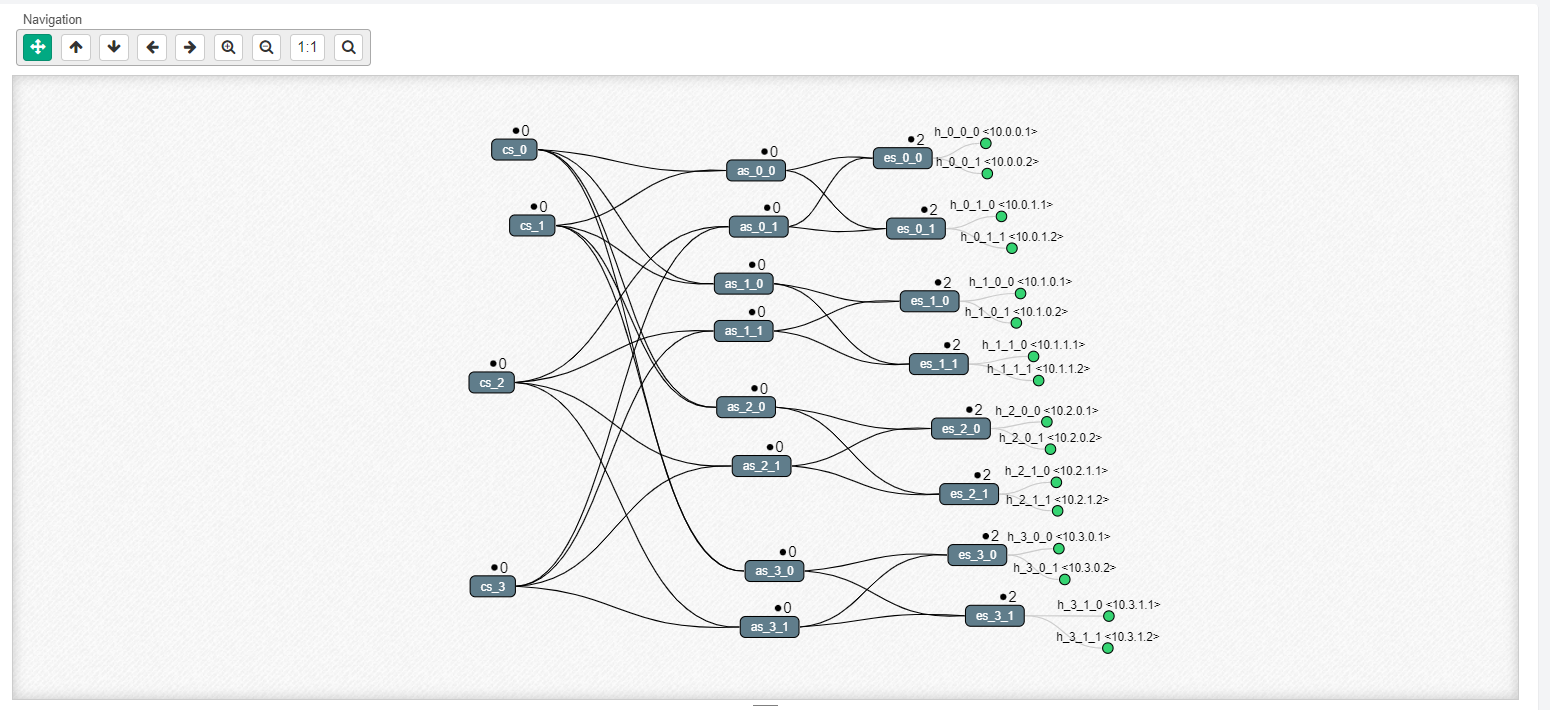 Navigation
1:1
0
cs_0
0
cs_1
0
cs_2
0
cs_3
0
as_0_0
0
as_0_1
0
as_1_0
0
as_1_1
0
as_2_0
0
as_2_1
0
as_3_0
0
as_3_1
2
es_0_0
h_0_0_0 <10.0.0.1>
h_0_0_1 <10.0.0.2>
2
es_0_1
h_0_1_0 <10.0.1.1>
h_0_1_1 <10.0.1.2>
2
es_1_0
h_1_0_0 <10.1.0.1>
h_1_0_1 <10.1.0.2>
2
es_1_1
h_1_1_0 <10.1.1.1>
h_1_1_1 <10.1.1.2>
2
es_2_0
h_2_0_0 <10.2.0.1>
h_2_0_1 <10.2.0.2>
2
es_2_1
h_2_1_0 <10.2.1.1>
h_2_1_1 <10.2.1.2>
2
es_3_0
h_3_0_0 <10.3.0.1>
h_3_0_1 <10.3.0.2>
2
es_3_1
h_3_1_0 <10.3.1.1>
h_3_1_1 <10.3.1.2>